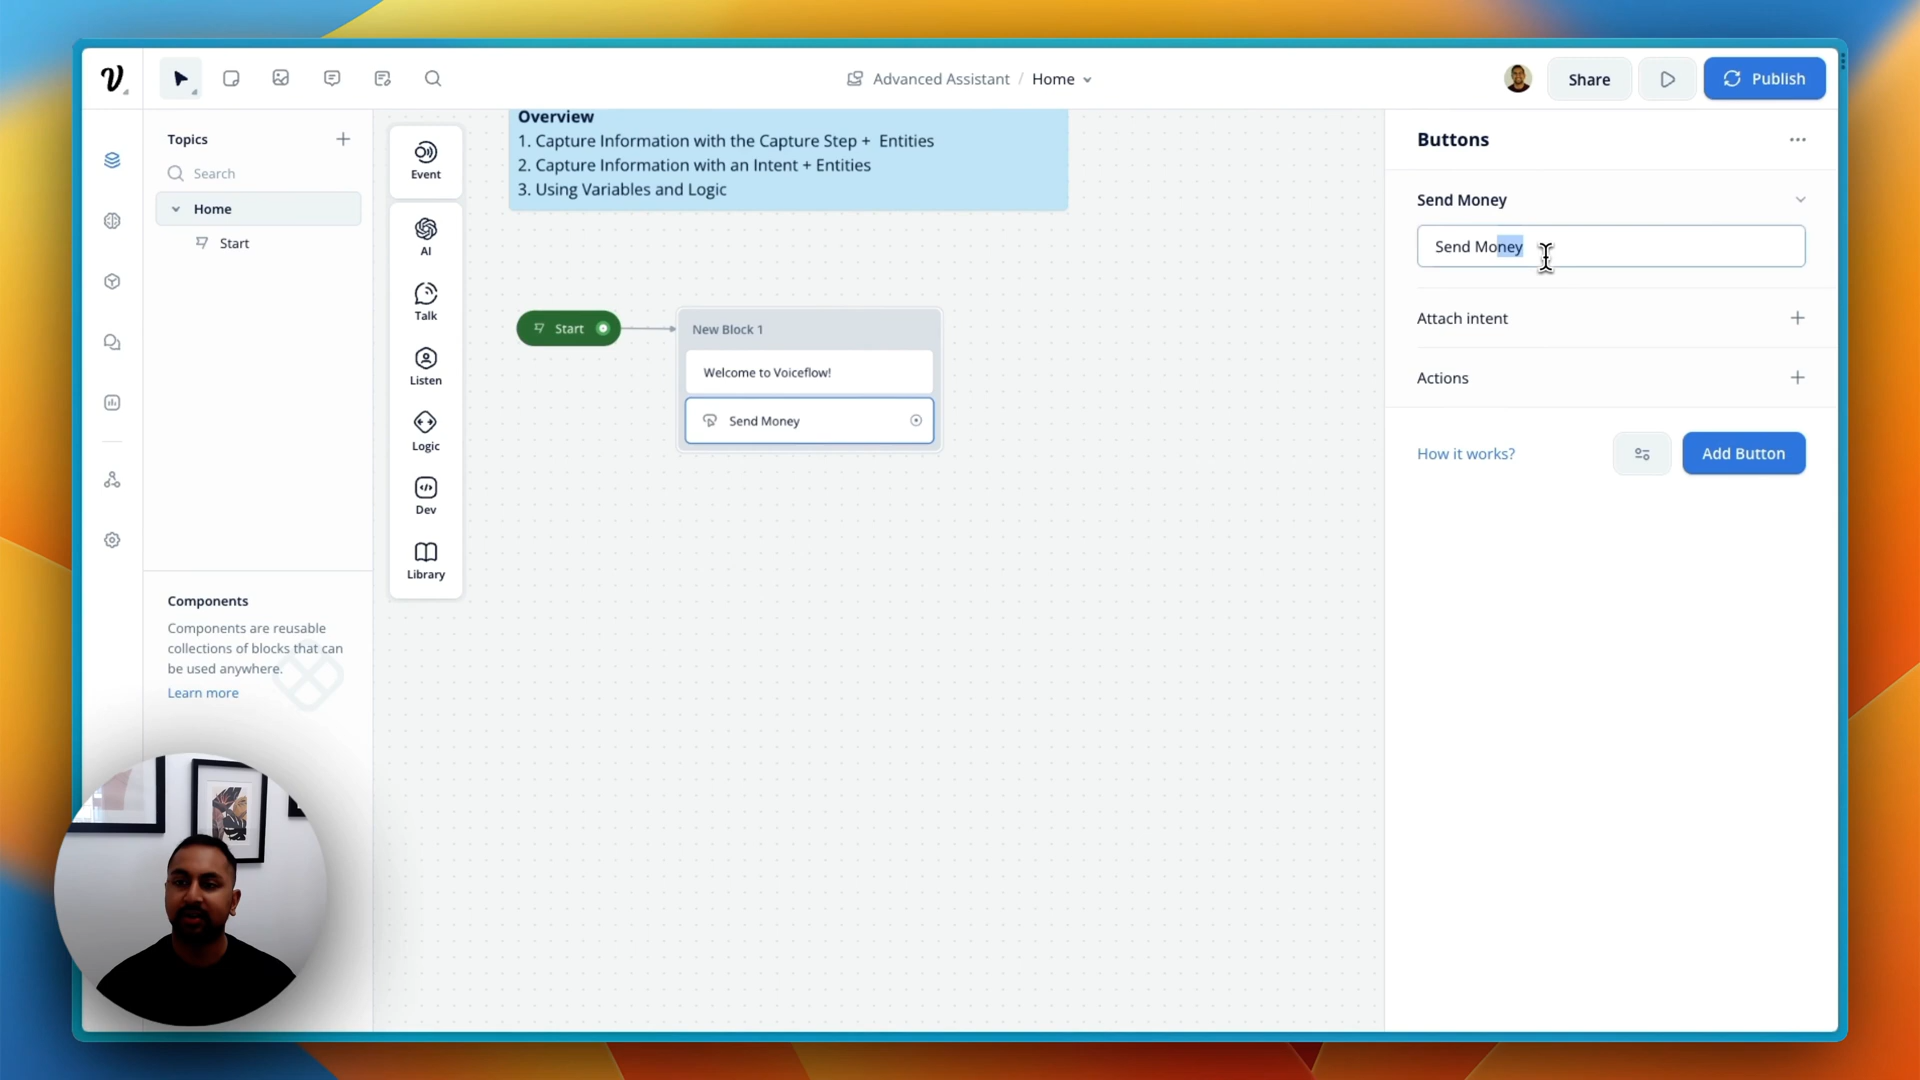 Advanced Assistant / Home
Share
Publish
Topics
Search
Home
Start
Components
Components are reusable
collections of blocks that can
be used anywhere.
Learn more
Event
AI
Talk
Listen
Logic
Dev
Library
Overview
1. Capture Information with the Capture Step + Entities
2. Capture Information with an Intent + Entities
3. Using Variables and Logic
Start
New Block 1
Welcome to Voiceflow!
Send Money
Buttons
Send Money
Send Money
Attach intent
Actions
How it works?
Add Button